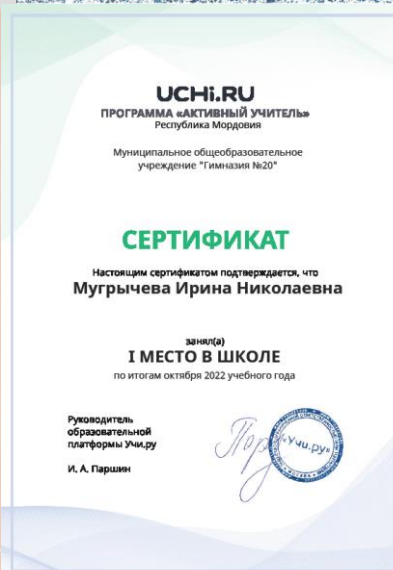 UCHi.RU
ПРОГРАММА «АКТИВНЫЙ УЧИТЕЛЬ»
Республика Мордовия
Муниципальное общеобразовательное
учреждение "Гимназия №20"
СЕРТИФИКАТ
Настоящим сертификатом подтверждается, что
Мугрычева Ирина Николаевна
занял(а)
I МЕСТО В ШКОЛЕ
по итогам октября 2022 учебного года
Руководитель
образовательной
платформы Учи.ру
И. А. Паршин
«Учи.ру»